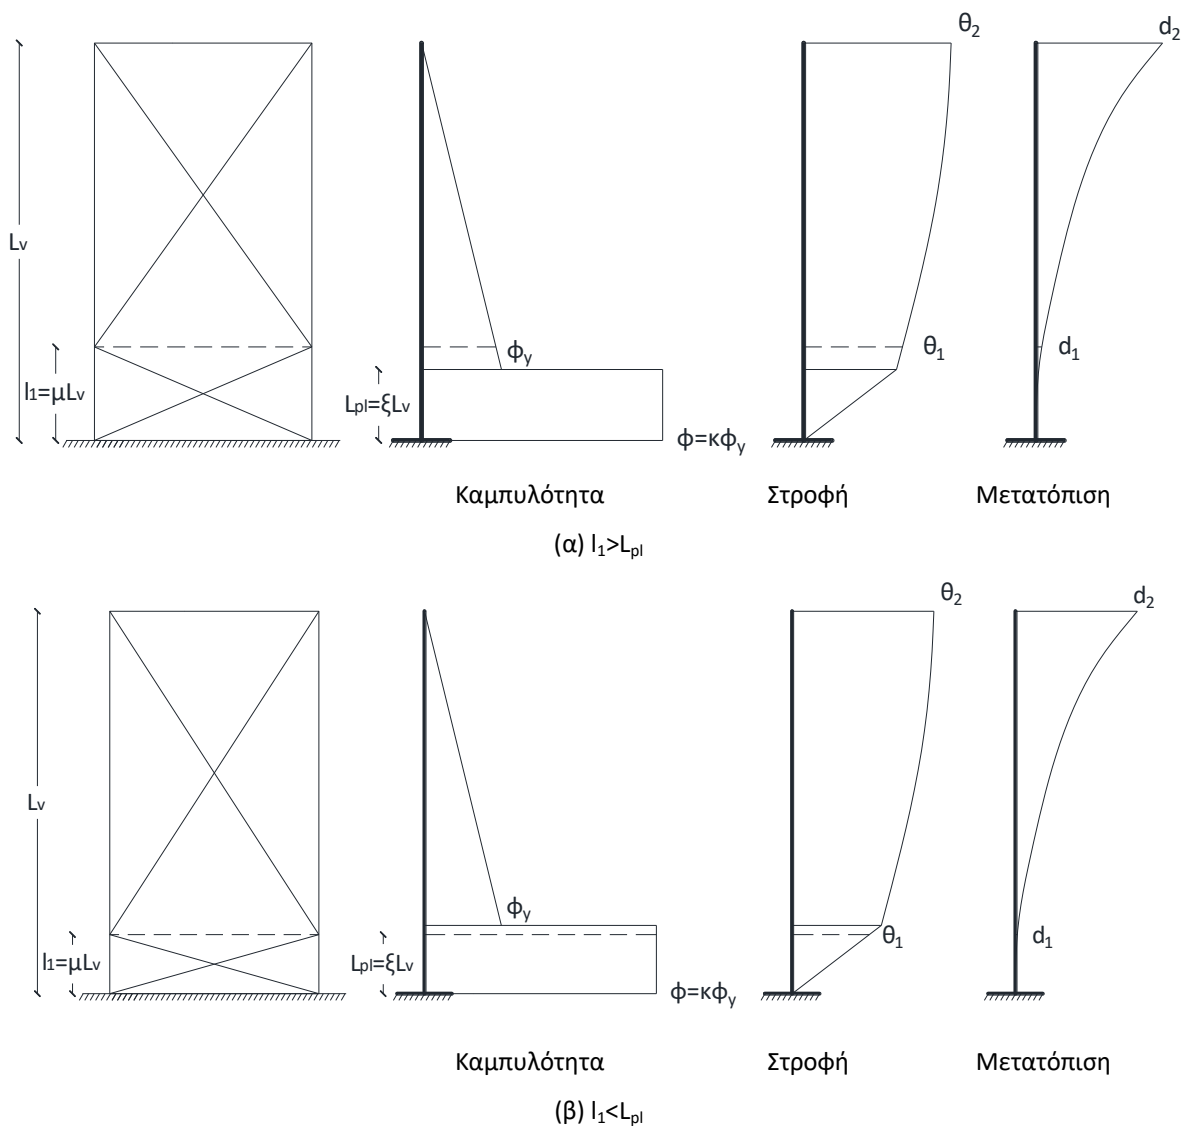 θ₂
d₂
Lv
φy
θ₁
d₁
l1=μLv
Lpl=ξLv
φ=κφy
Καμπυλότητα
Στροφή
Μετατόπιση
(α) l₁>Lpl
θ₂
d₂
Lv
φy
θ₁
d₁
l1=μLv
Lpl=ξLv
φ=κφy
Καμπυλότητα
Στροφή
Μετατόπιση
(β) l₁<Lpl